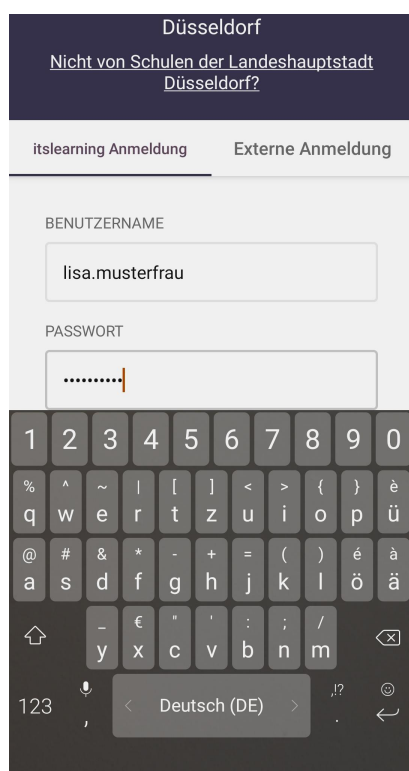 Düsseldorf
Nicht von Schulen der Landeshauptstadt
Düsseldorf?
itslearning Anmeldung Externe Anmeldung
BENUTZERNAME
lisa.musterfrau
PASSWORT
••••••••••
1 2 3 4 5 6 7 8 9 0
% ^ ~ | [ ] < > { } è
q w e r t z u i o p ü
@ # & * - + = ( ) é à
a s d f g h j k l ö ä
_ € " ' : ; /
y x c v b n m
123 , < Deutsch (DE) > ,!? .